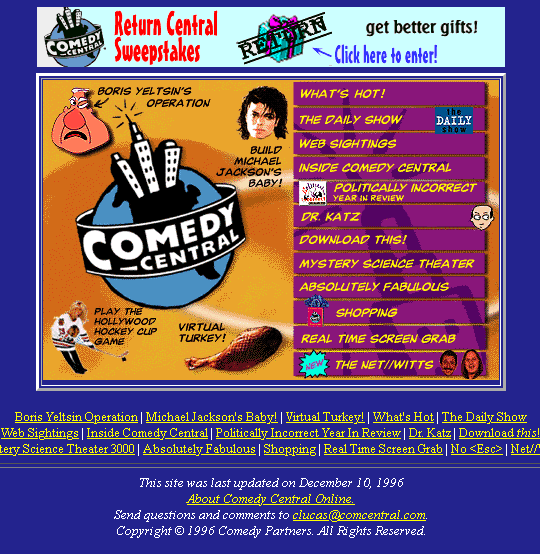 COMEDY CENTRAL
Return Central
Sweepstakes
RETURN
get better gifts!
Click here to enter!
BORIS YELTSIN'S
OPERATION
BUILD
MICHAEL
JACKSON'S
BABY!
COMEDY
CENTRAL
PLAY THE
HOLLYWOOD
HOCKEY CUP
GAME
VIRTUAL
TURKEY!
WHAT'S HOT!
THE DAILY SHOW
the
DAILY
show
WEB SIGHTINGS
INSIDE COMEDY CENTRAL
POLITICALLY INCORRECT
YEAR IN REVIEW
DR. KATZ
DOWNLOAD THIS!
MYSTERY SCIENCE THEATER
ABSOLUTELY FABULOUS
SHOPPING
REAL TIME SCREEN GRAB
NEW
THE NET//WITTS
Boris Yeltsin Operation | Michael Jackson's Baby! | Virtual Turkey! | What's Hot | The Daily Show
Web Sightings | Inside Comedy Central | Politically Incorrect Year In Review | Dr. Katz | Download this!
tery Science Theater 3000 | Absolutely Fabulous | Shopping | Real Time Screen Grab | No <Esc> | Net//
This site was last updated on December 10, 1996
About Comedy Central Online.
Send questions and comments to clucas@comcentral.com.
Copyright © 1996 Comedy Partners. All Rights Reserved.